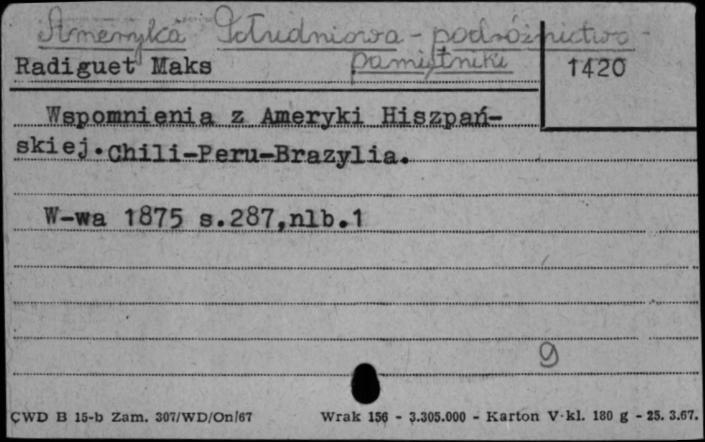 Ameryka Południowa - podróżnictwo -
pamiętniki
Radiguet Maks
1420
Wspomnienia z Ameryki Hiszpań-
skiej.Chili-Peru-Brazylia.
W-wa 1875 s.287,nlb.1
9
CWD B 15-b Zam. 307/WD/On/67 Wrak 156 - 3.305.000 - Karton V·kl. 180 g - 25. 3.67.